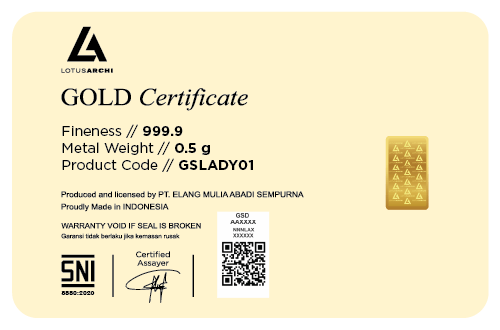 LOTUSARCHI
GOLD Certificate
Fineness // 999.9
Metal Weight // 0.5 g
Product Code // GSLADY01
Produced and licensed by PT. ELANG MULIA ABADI SEMPURNA
Proudly Made in INDONESIA
WARRANTY VOID IF SEAL IS BROKEN
Garansi tidak berlaku jika kemasan rusak
GSD
AAXXXX
NNNLAX
XXXXXX
SNI
8880:2020
Certified
Assayer